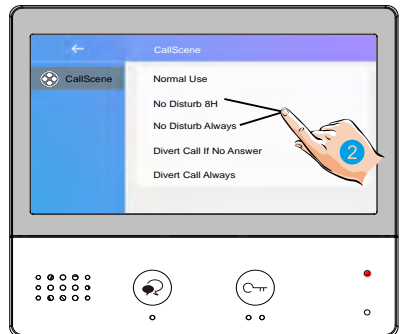 CallScene
CallScene
Normal Use
No Disturb 8H
No Disturb Always
Divert Call If No Answer
Divert Call Always
2